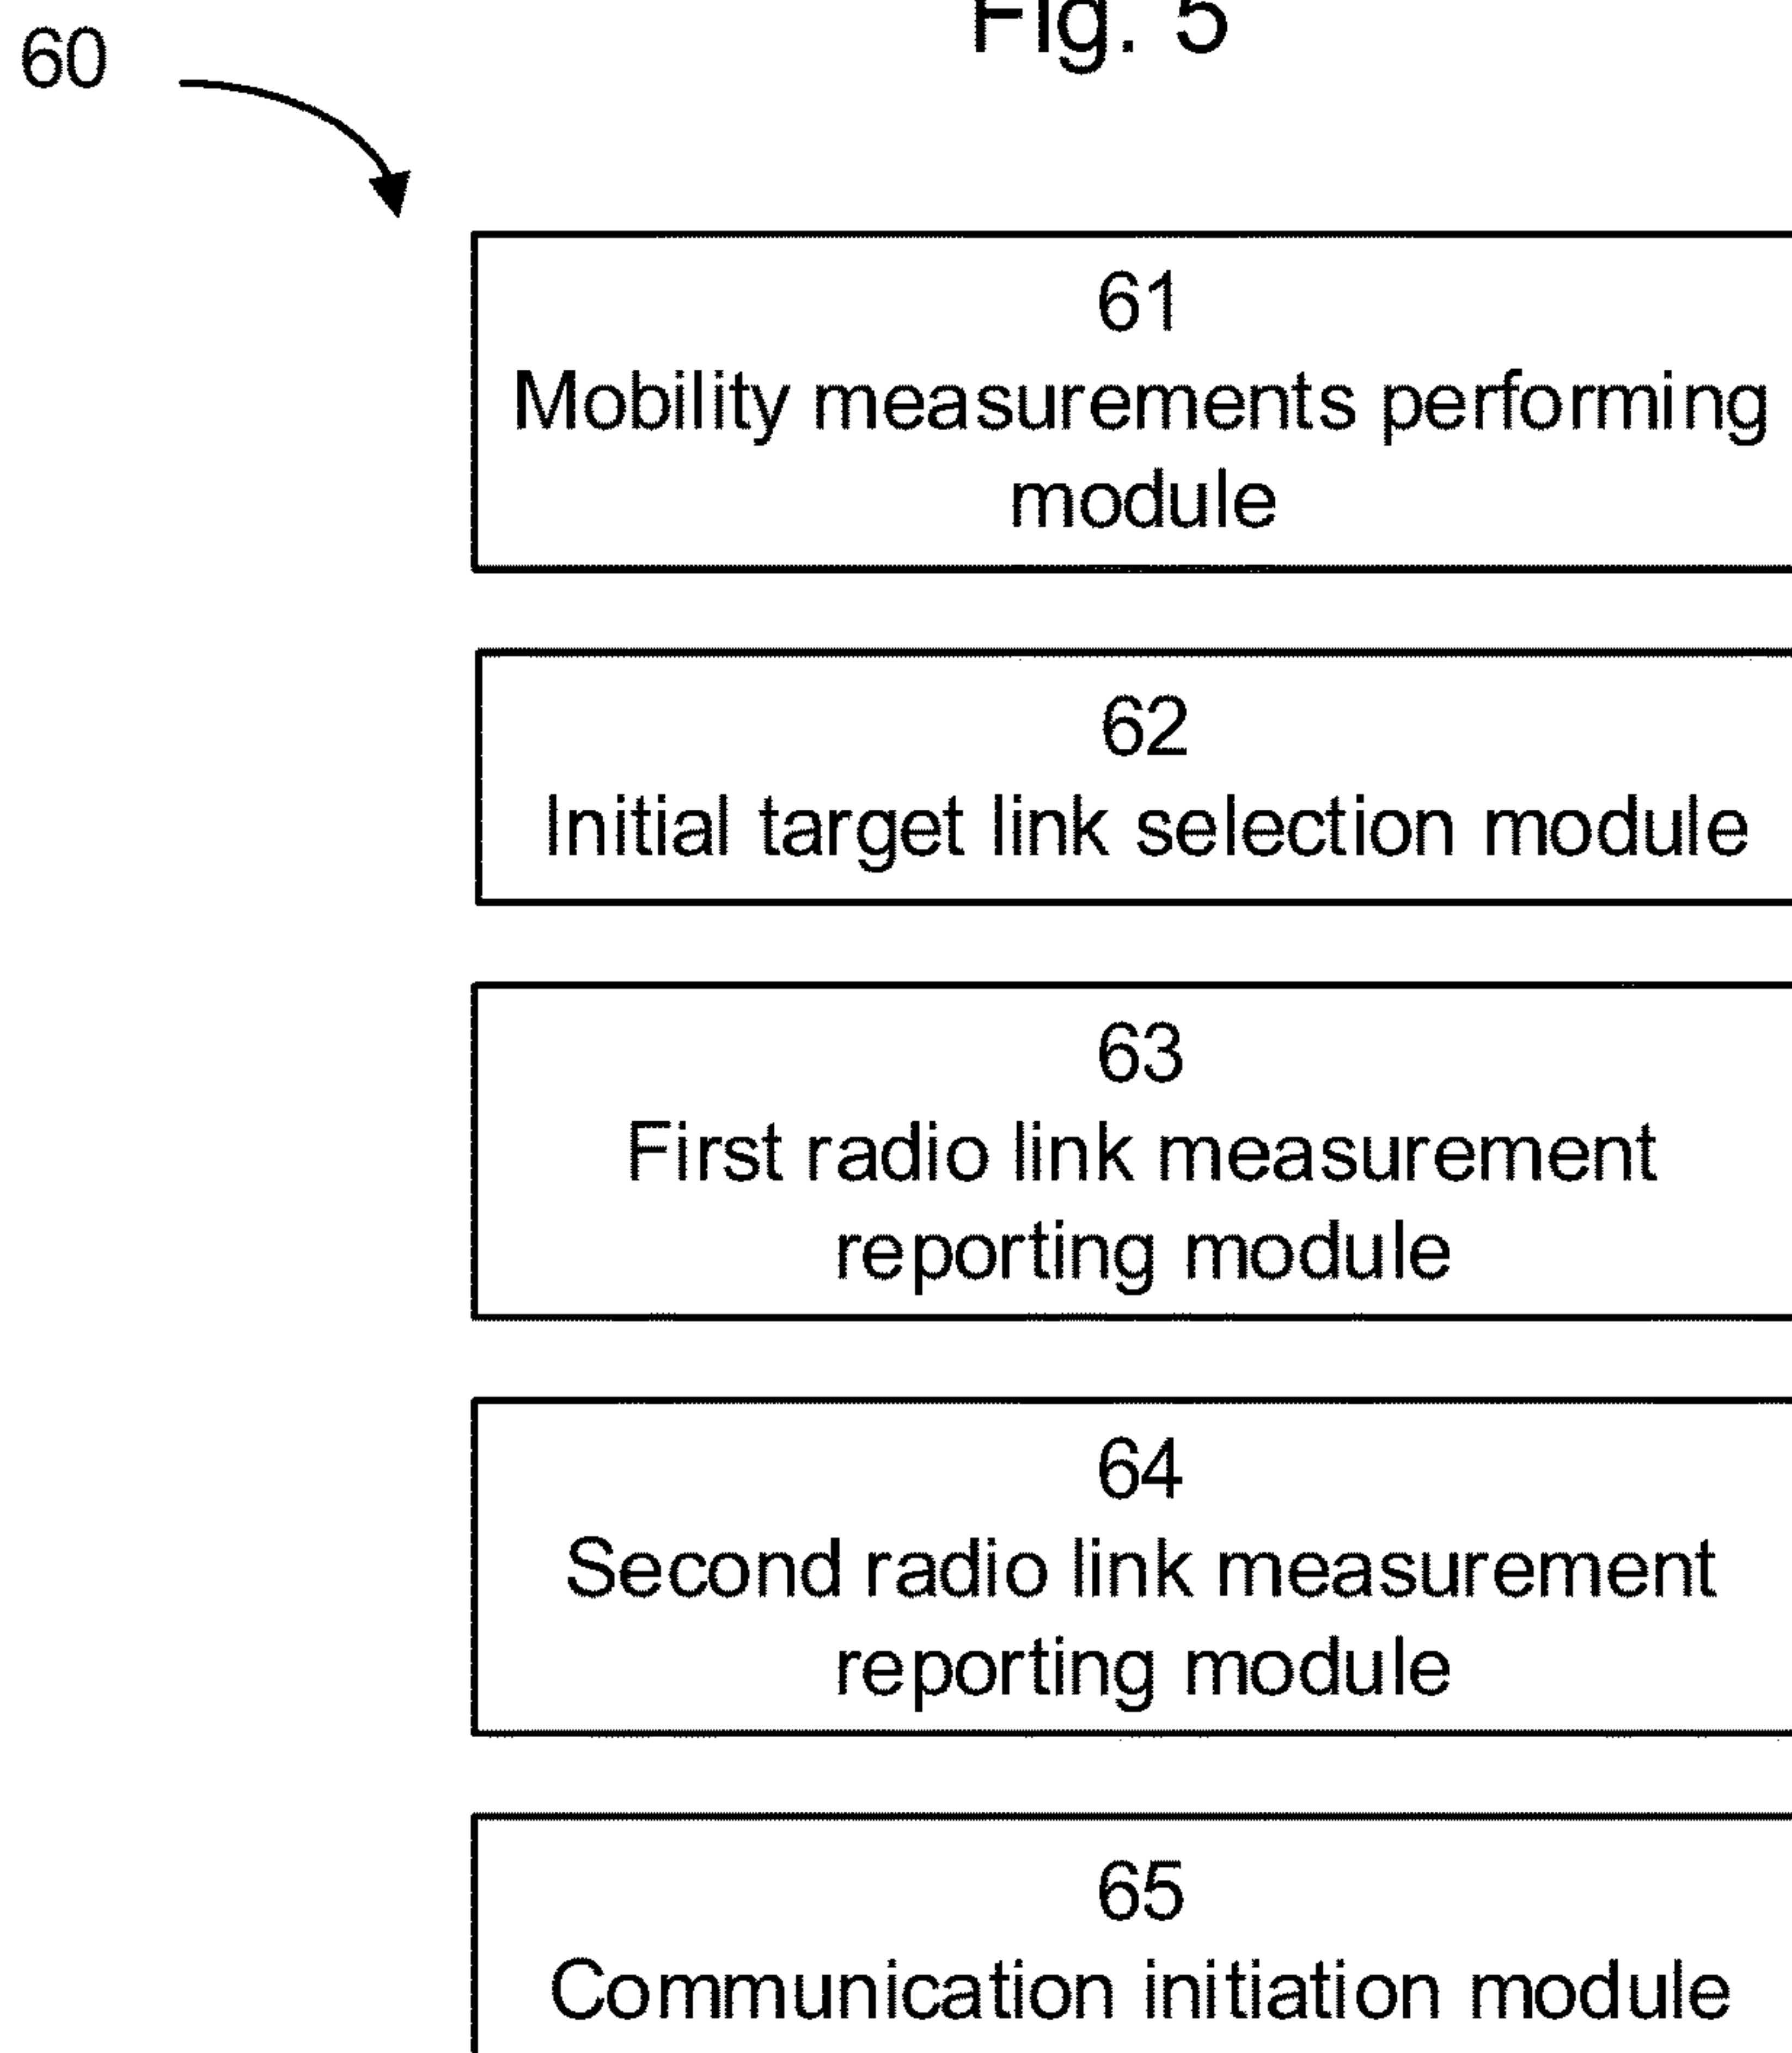 Fig. 5
60
61
Mobility measurements performing
module
62
Initial target link selection module
63
First radio link measurement
reporting module
64
Second radio link measurement
reporting module
65
Communication initiation module